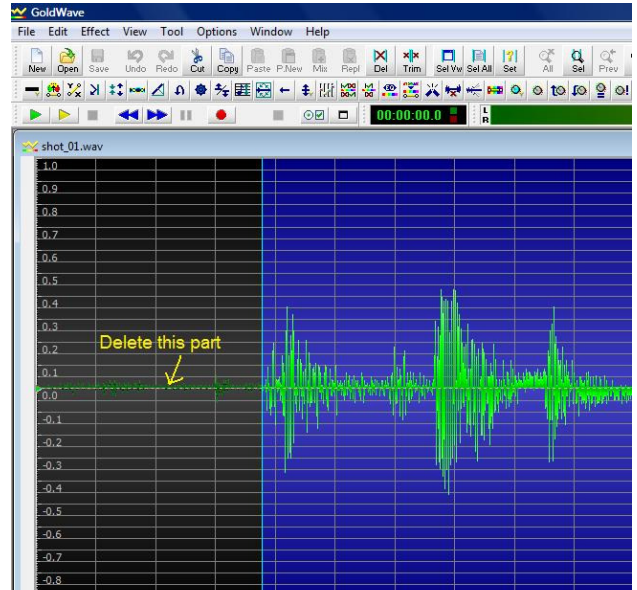 GoldWave
File Edit Effect View Tool Options Window Help
New Open Save Undo Redo Cut Copy Paste P.New Mix Repl Del Trim Sel Vw Sel All Set All Sel Prev
00:00:00.0
L
R
shot_01.wav
1.0
0.9
0.8
0.7
0.6
0.5
0.4
0.3
Delete this part
0.2
0.1
0.0
-0.1
-0.2
-0.3
-0.4
-0.5
-0.6
-0.7
-0.8